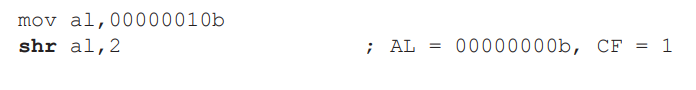 mov al,00000010b
shr al,2 ; AL = 00000000b, CF = 1